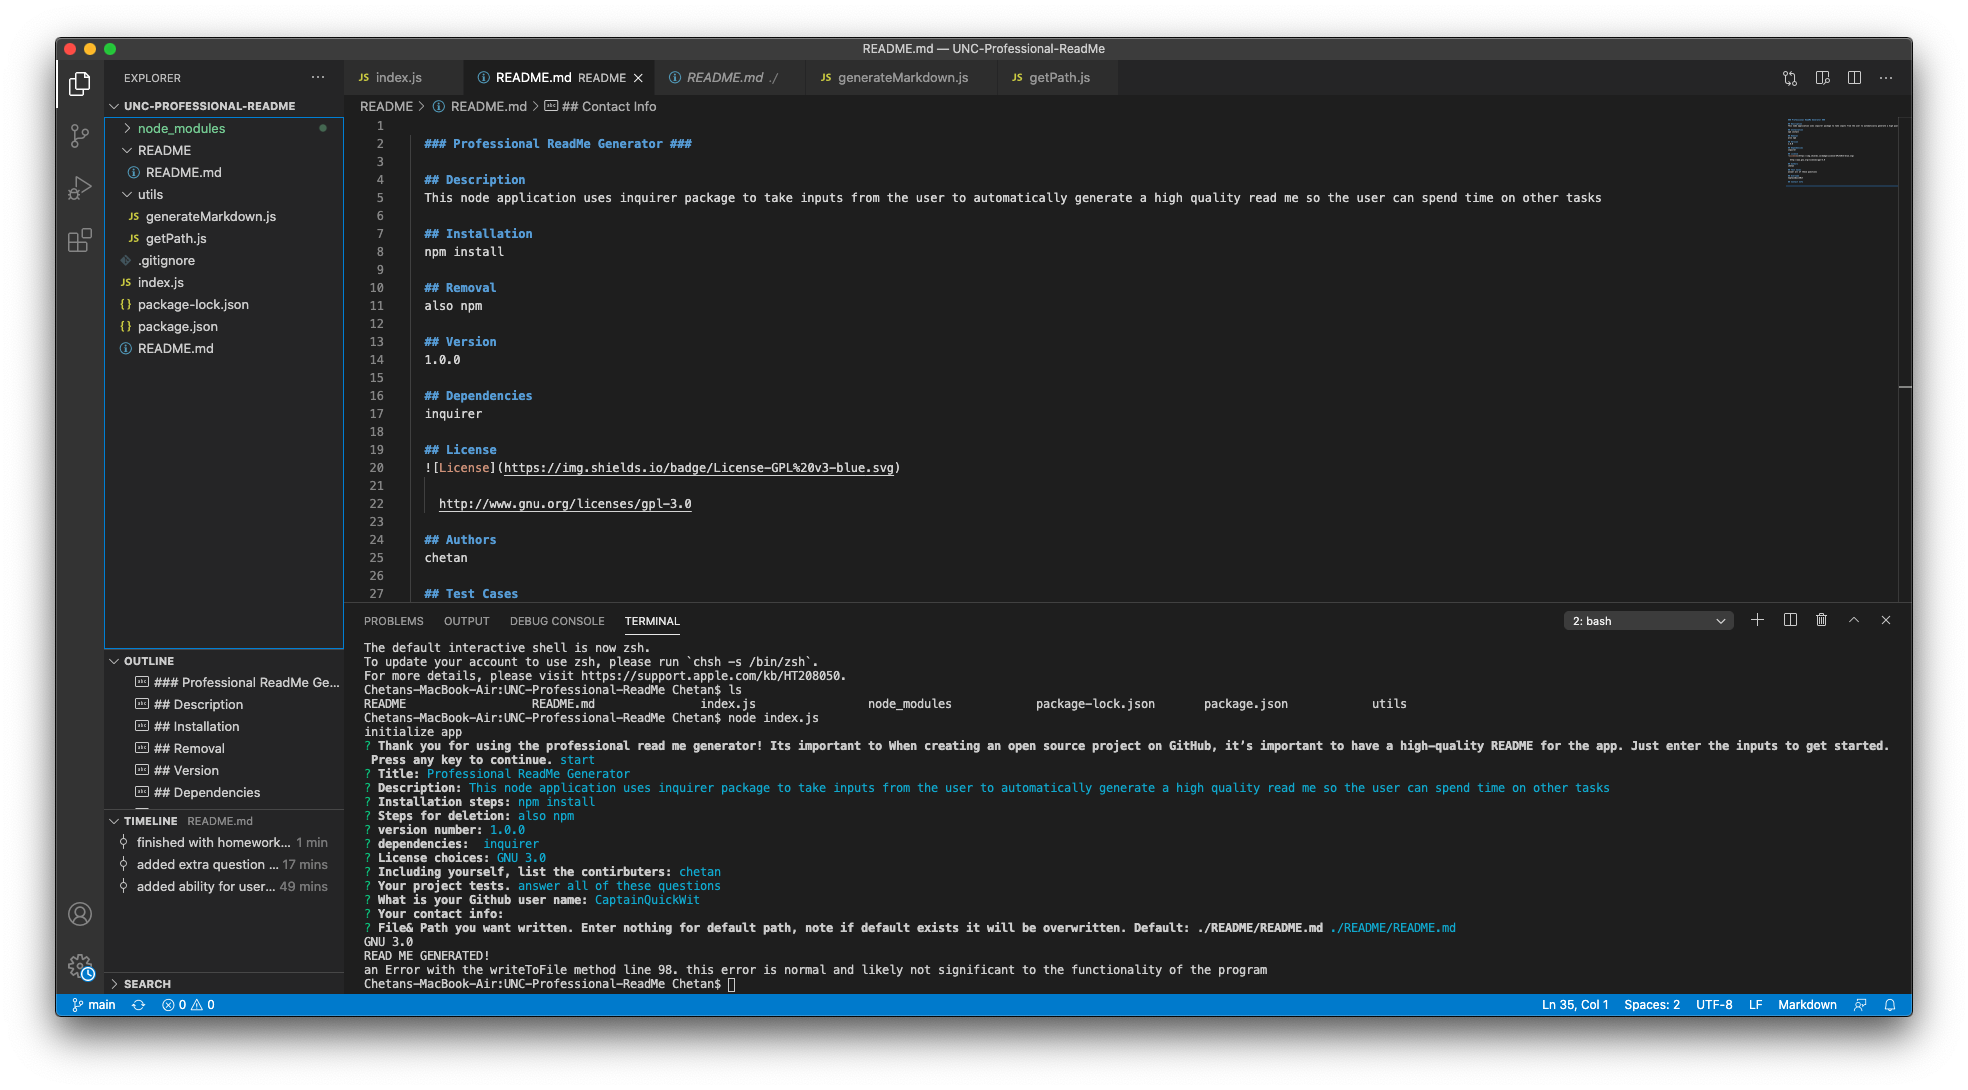 README.md — UNC-Professional-ReadMe
EXPLORER
UNC-PROFESSIONAL-README
node_modules
README
README.md
utils
JS generateMarkdown.js
JS getPath.js
.gitignore
JS index.js
{} package-lock.json
{} package.json
README.md
OUTLINE
### Professional ReadMe Ge...
## Description
## Installation
## Removal
## Version
## Dependencies
TIMELINE README.md
finished with homework... 1 min
added extra question ... 17 mins
added ability for user... 49 mins
SEARCH
JS index.js
README.md README
README.md ./
JS generateMarkdown.js
JS getPath.js
README > README.md > ## Contact Info
1
2 ### Professional ReadMe Generator ###
3
4 ## Description
5 This node application uses inquirer package to take inputs from the user to automatically generate a high quality read me so the user can spend time on other tasks
6
7 ## Installation
8 npm install
9
10 ## Removal
11 also npm
12
13 ## Version
14 1.0.0
15
16 ## Dependencies
17 inquirer
18
19 ## License
20 ![License](https://img.shields.io/badge/License-GPL%20v3-blue.svg)
21
22 http://www.gnu.org/licenses/gpl-3.0
23
24 ## Authors
25 chetan
26
27 ## Test Cases
PROBLEMS OUTPUT DEBUG CONSOLE TERMINAL
2: bash
The default interactive shell is now zsh.
To update your account to use zsh, please run `chsh -s /bin/zsh`.
For more details, please visit https://support.apple.com/kb/HT208050.
Chetans-MacBook-Air:UNC-Professional-ReadMe Chetan$ ls
README README.md index.js node_modules package-lock.json package.json utils
Chetans-MacBook-Air:UNC-Professional-ReadMe Chetan$ node index.js
initialize app
? Thank you for using the professional read me generator! Its important to When creating an open source project on GitHub, it’s important to have a high-quality README for the app. Just enter the inputs to get started.
Press any key to continue. start
? Title: Professional ReadMe Generator
? Description: This node application uses inquirer package to take inputs from the user to automatically generate a high quality read me so the user can spend time on other tasks
? Installation steps: npm install
? Steps for deletion: also npm
? version number: 1.0.0
? dependencies: inquirer
? License choices: GNU 3.0
? Including yourself, list the contirbuters: chetan
? Your project tests. answer all of these questions
? What is your Github user name: CaptainQuickWit
? Your contact info:
? File& Path you want written. Enter nothing for default path, note if default exists it will be overwritten. Default: ./README/README.md ./README/README.md
GNU 3.0
READ ME GENERATED!
an Error with the writeToFile method line 98. this error is normal and likely not significant to the functionality of the program
Chetans-MacBook-Air:UNC-Professional-ReadMe Chetan$
main 0 0
Ln 35, Col 1 Spaces: 2 UTF-8 LF Markdown